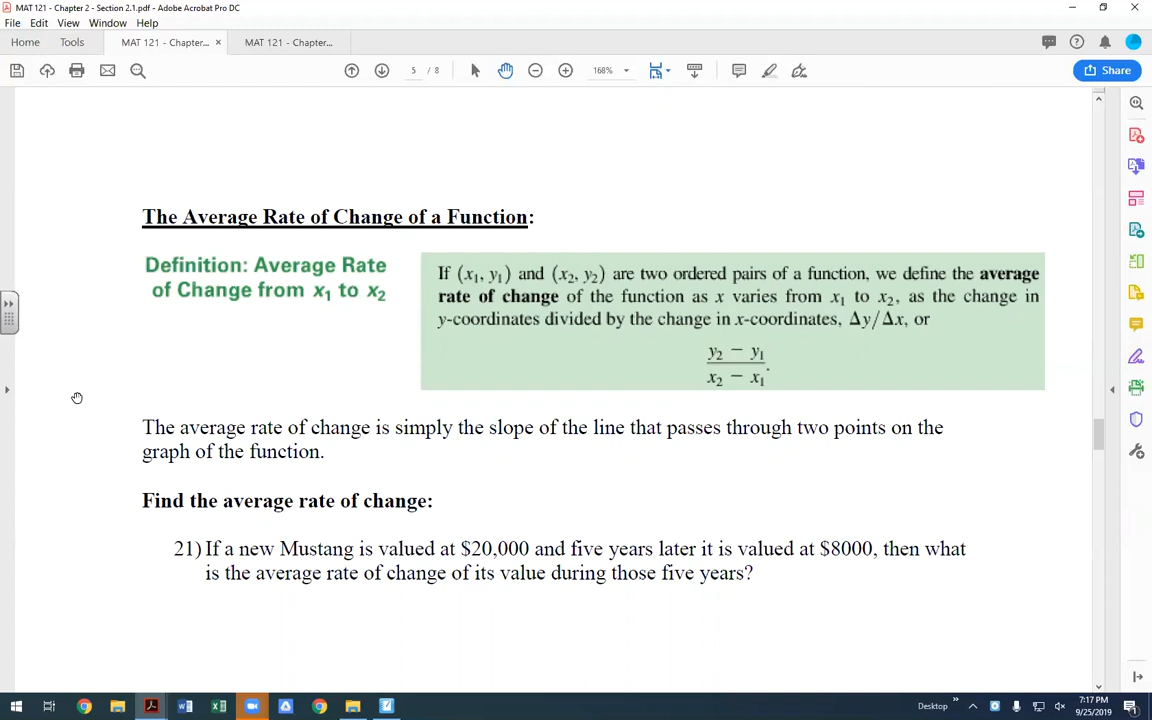 MAT 121 - Chapter 2 - Section 2.1.pdf - Adobe Acrobat Pro DC
File Edit View Window Help
Home Tools MAT 121 - Chapter... × MAT 121 - Chapter...
5 / 8 168% Share
The Average Rate of Change of a Function:
Definition: Average Rate
of Change from x₁ to x₂
If (x₁, y₁) and (x₂, y₂) are two ordered pairs of a function, we define the average
rate of change of the function as x varies from x₁ to x₂, as the change in
y-coordinates divided by the change in x-coordinates, Δy/Δx, or
y₂ − y₁
x₂ − x₁.
The average rate of change is simply the slope of the line that passes through two points on the
graph of the function.
Find the average rate of change:
21) If a new Mustang is valued at $20,000 and five years later it is valued at $8000, then what
is the average rate of change of its value during those five years?
Desktop » 7:17 PM
9/25/2019